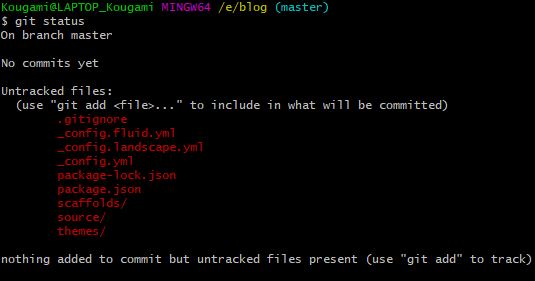 Kougami@LAPTOP_Kougami MINGW64 /e/blog (master)
$ git status
On branch master
No commits yet
Untracked files:
(use "git add <file>..." to include in what will be committed)
.gitignore
_config.fluid.yml
_config.landscape.yml
_config.yml
package-lock.json
package.json
scaffolds/
source/
themes/
nothing added to commit but untracked files present (use "git add" to track)